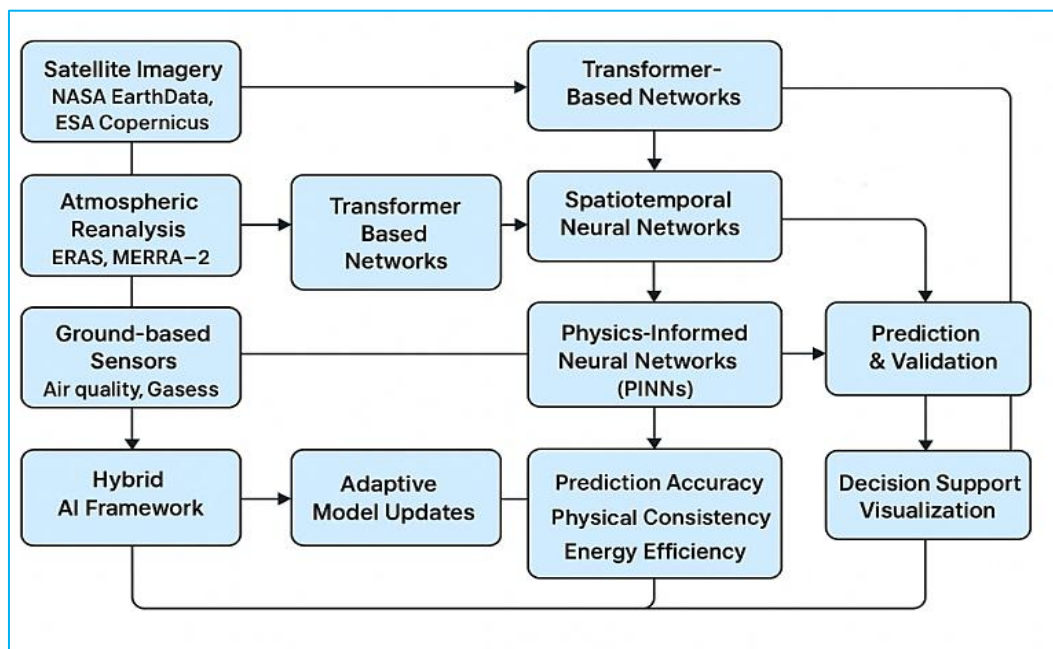 Satellite Imagery
NASA EarthData,
ESA Copernicus
Transformer-
Based Networks
Atmospheric
Reanalysis
ERAS, MERRA–2
Transformer
Based
Networks
Spatiotemporal
Neural Networks
Ground-based
Sensors
Air quality, Gasess
Physics-Informed
Neural Networks
(PINNs)
Prediction
& Validation
Hybrid
AI Framework
Adaptive
Model Updates
Prediction Accuracy
Physical Consistency
Energy Efficiency
Decision Support
Visualization